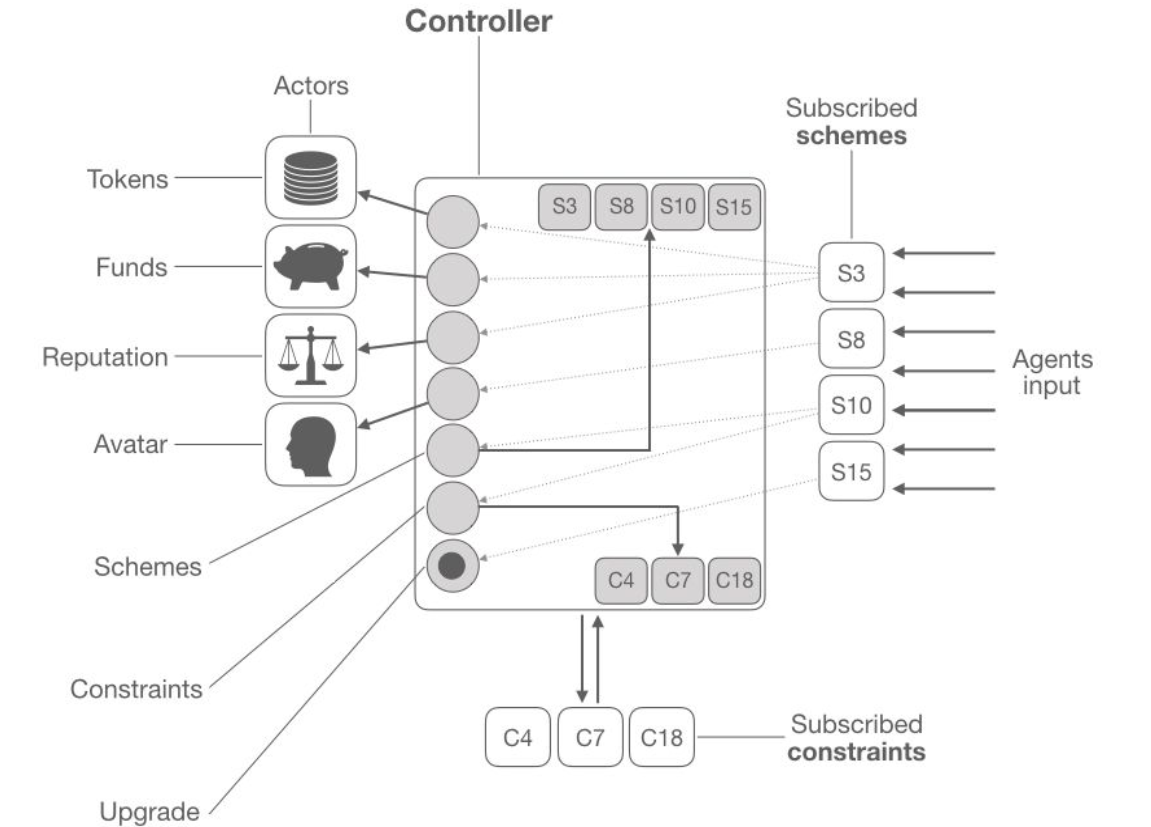 Controller
Actors
Subscribed
schemes
Tokens
S3 S8 S10 S15
Funds
S3
S8
Reputation
Agents
input
S10
Avatar
S15
Schemes
C4 C7 C18
Constraints
C4 C7 C18
Subscribed
constraints
Upgrade